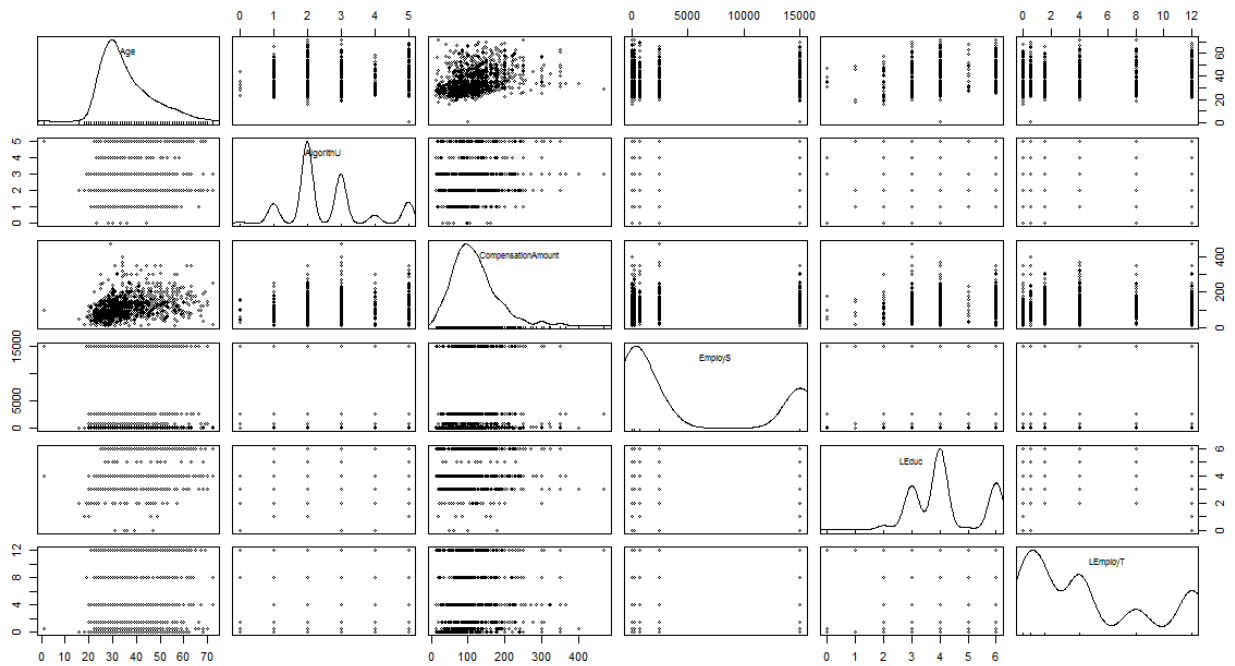 0 1 2 3 4 5
0 5000 15000
0 2 4 6 8 10 12
Age
0 20 40 60
0 1 2 3 4 5
AlgorithU
CompensationAmount
0 200 400
0 5000 15000
EmployS
LEduc
0 2 4 6
0 4 8 12
LEmployT
0 10 20 30 40 50 60 70
0 100 200 300 400
0 1 2 3 4 5 6